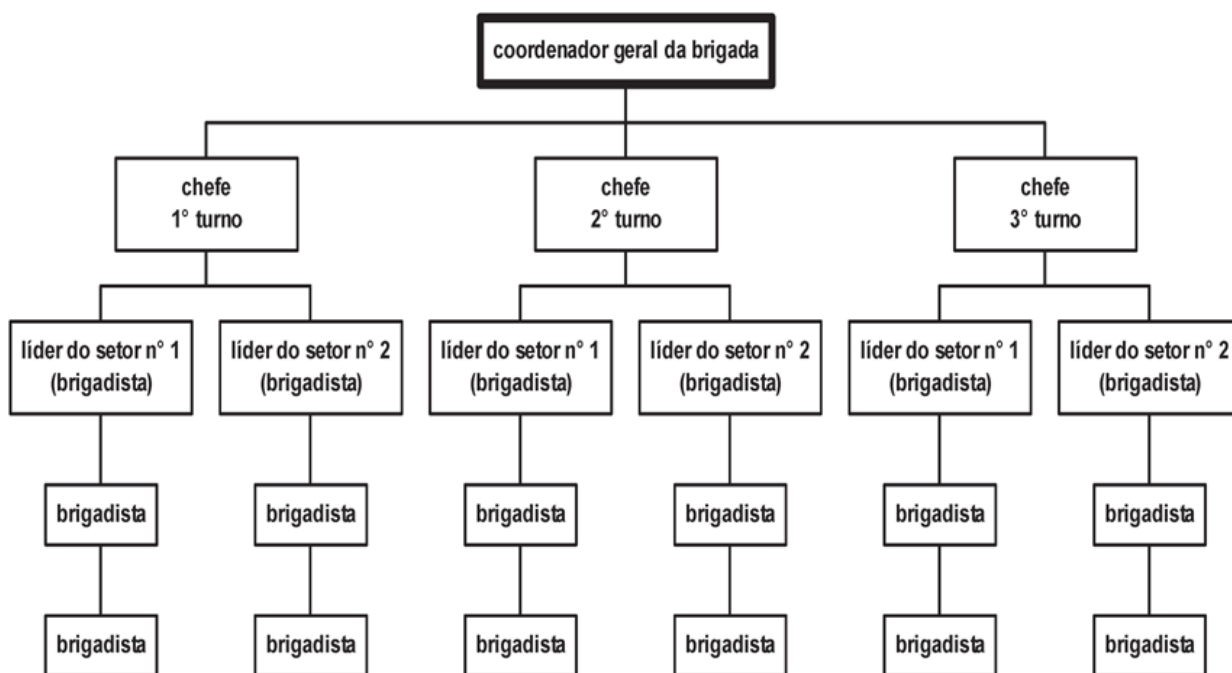 coordenador geral da brigada
chefe
1° turno
chefe
2° turno
chefe
3° turno
líder do setor n° 1
(brigadista)
líder do setor n° 2
(brigadista)
líder do setor n° 1
(brigadista)
líder do setor n° 2
(brigadista)
líder do setor n° 1
(brigadista)
líder do setor n° 2
(brigadista)
brigadista
brigadista
brigadista
brigadista
brigadista
brigadista
brigadista
brigadista
brigadista
brigadista
brigadista
brigadista